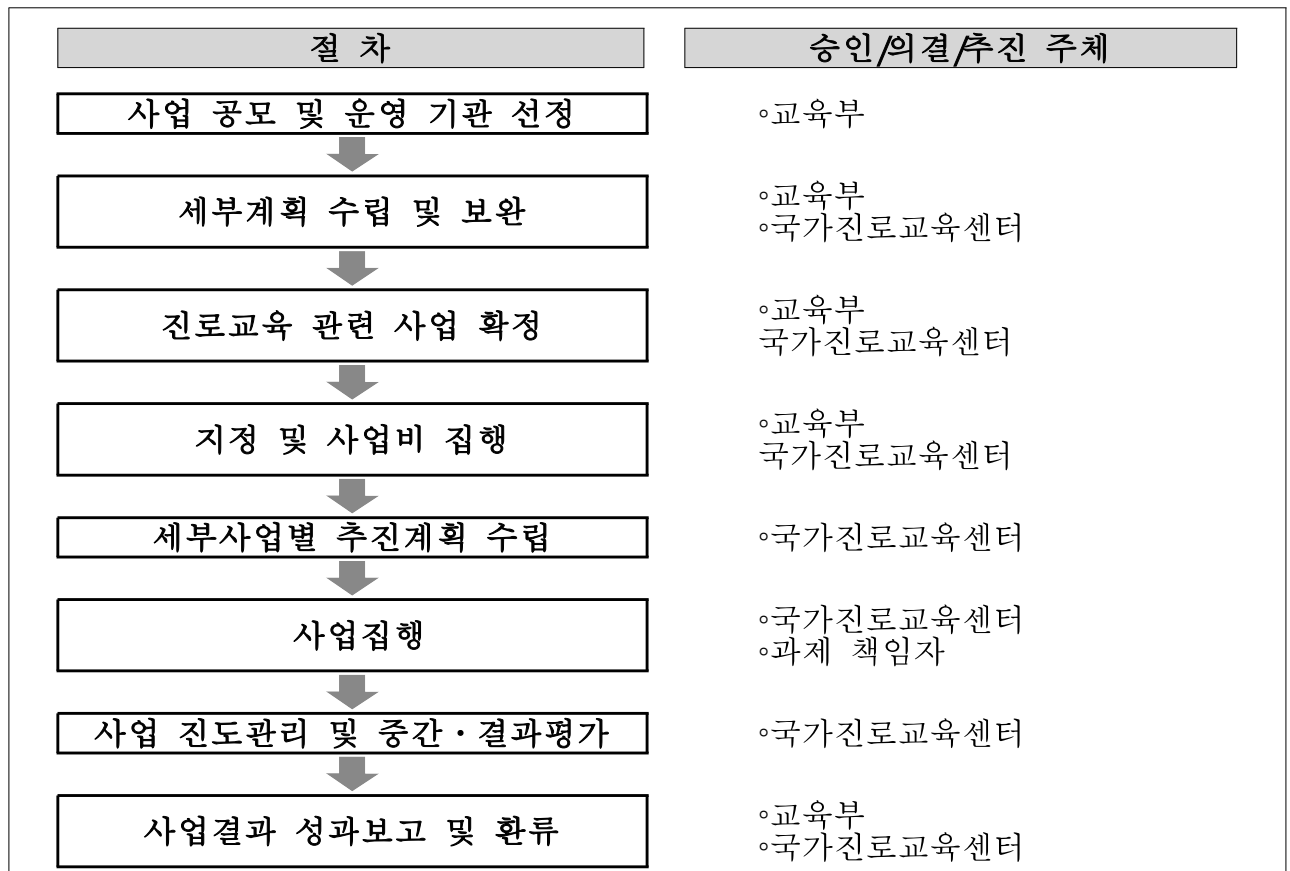 절 차
승인/의결/추진 주체
사업 공모 및 운영 기관 선정
◦교육부
세부계획 수립 및 보완
◦교육부
◦국가진로교육센터
진로교육 관련 사업 확정
◦교육부
국가진로교육센터
지정 및 사업비 집행
◦교육부
국가진로교육센터
세부사업별 추진계획 수립
◦국가진로교육센터
사업집행
◦국가진로교육센터
◦과제 책임자
사업 진도관리 및 중간·결과평가
◦국가진로교육센터
사업결과 성과보고 및 환류
◦교육부
◦국가진로교육센터